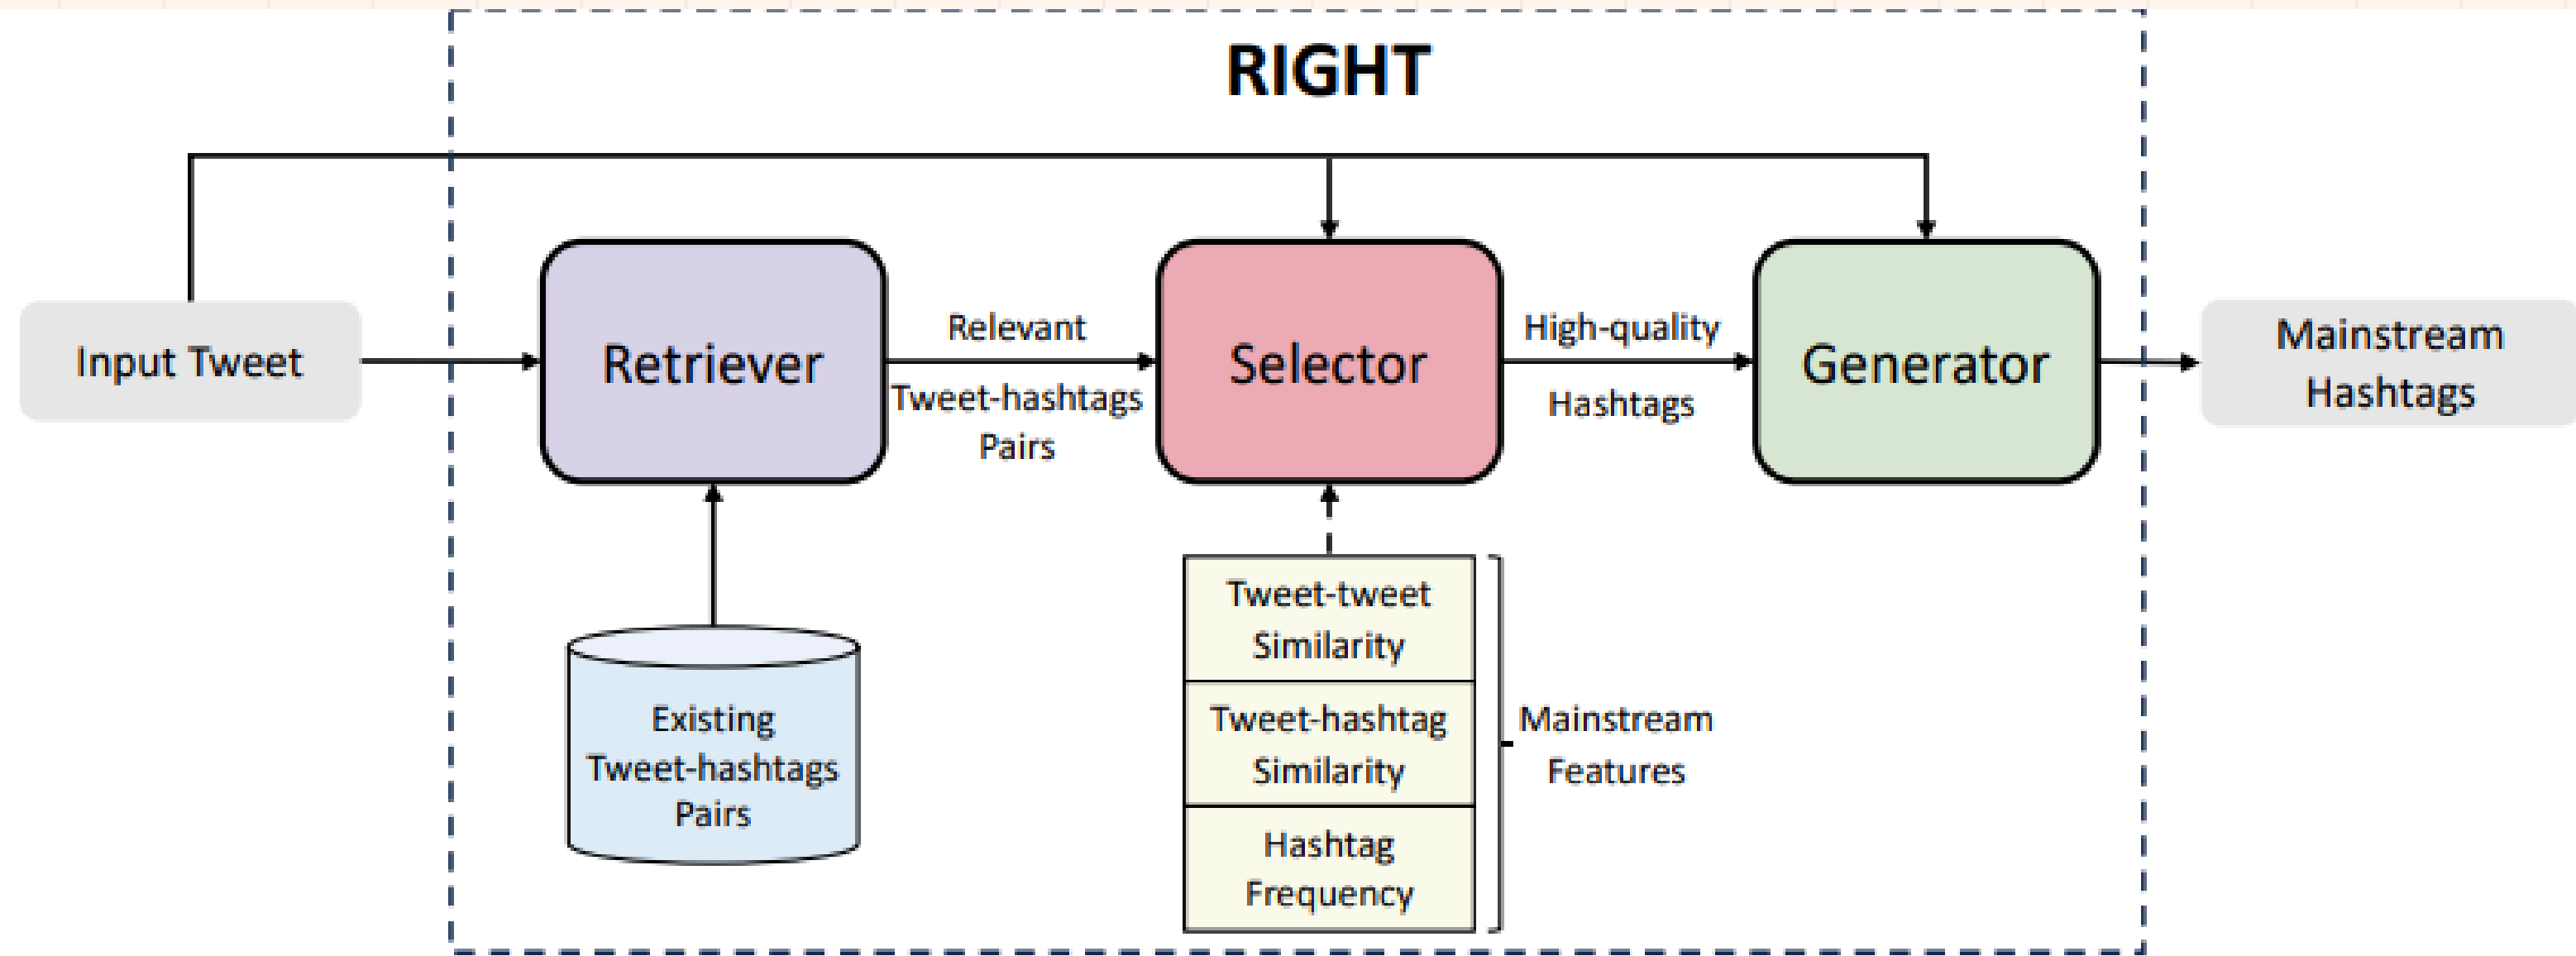 RIGHT
Input Tweet
Retriever
Relevant
Tweet-hashtags
Pairs
Selector
High-quality
Hashtags
Generator
Mainstream
Hashtags
Existing
Tweet-hashtags
Pairs
Tweet-tweet
Similarity
Tweet-hashtag
Similarity
Hashtag
Frequency
Mainstream
Features